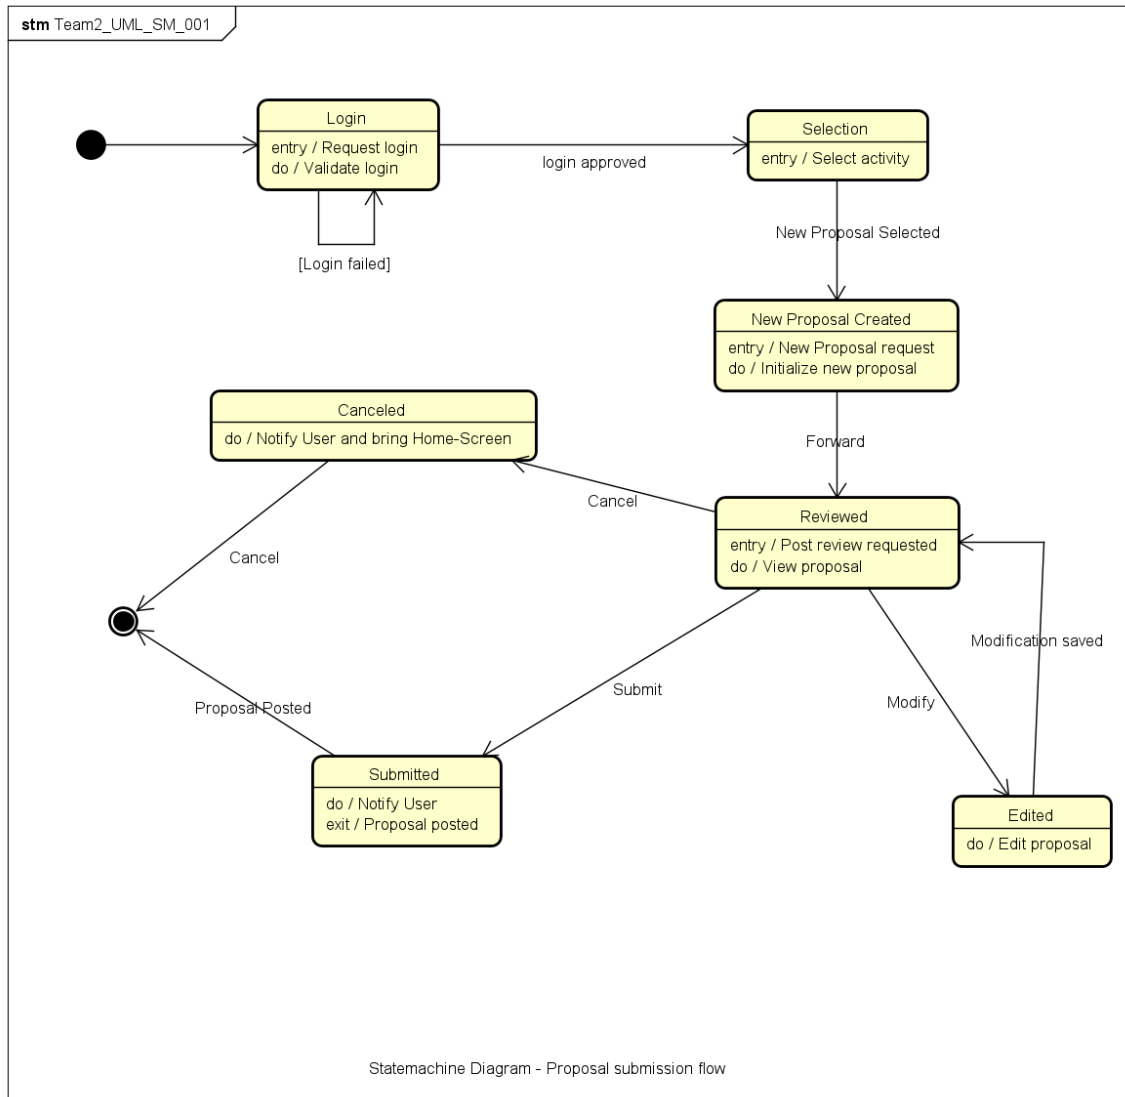 stm Team2_UML_SM_001
Login
entry / Request login
do / Validate login
login approved
Selection
entry / Select activity
[Login failed]
New Proposal Selected
New Proposal Created
entry / New Proposal request
do / Initialize new proposal
Canceled
do / Notify User and bring Home-Screen
Forward
Cancel
Reviewed
entry / Post review requested
do / View proposal
Cancel
Modification saved
Submit
Modify
Proposal Posted
Submitted
do / Notify User
exit / Proposal posted
Edited
do / Edit proposal
Statemachine Diagram - Proposal submission flow